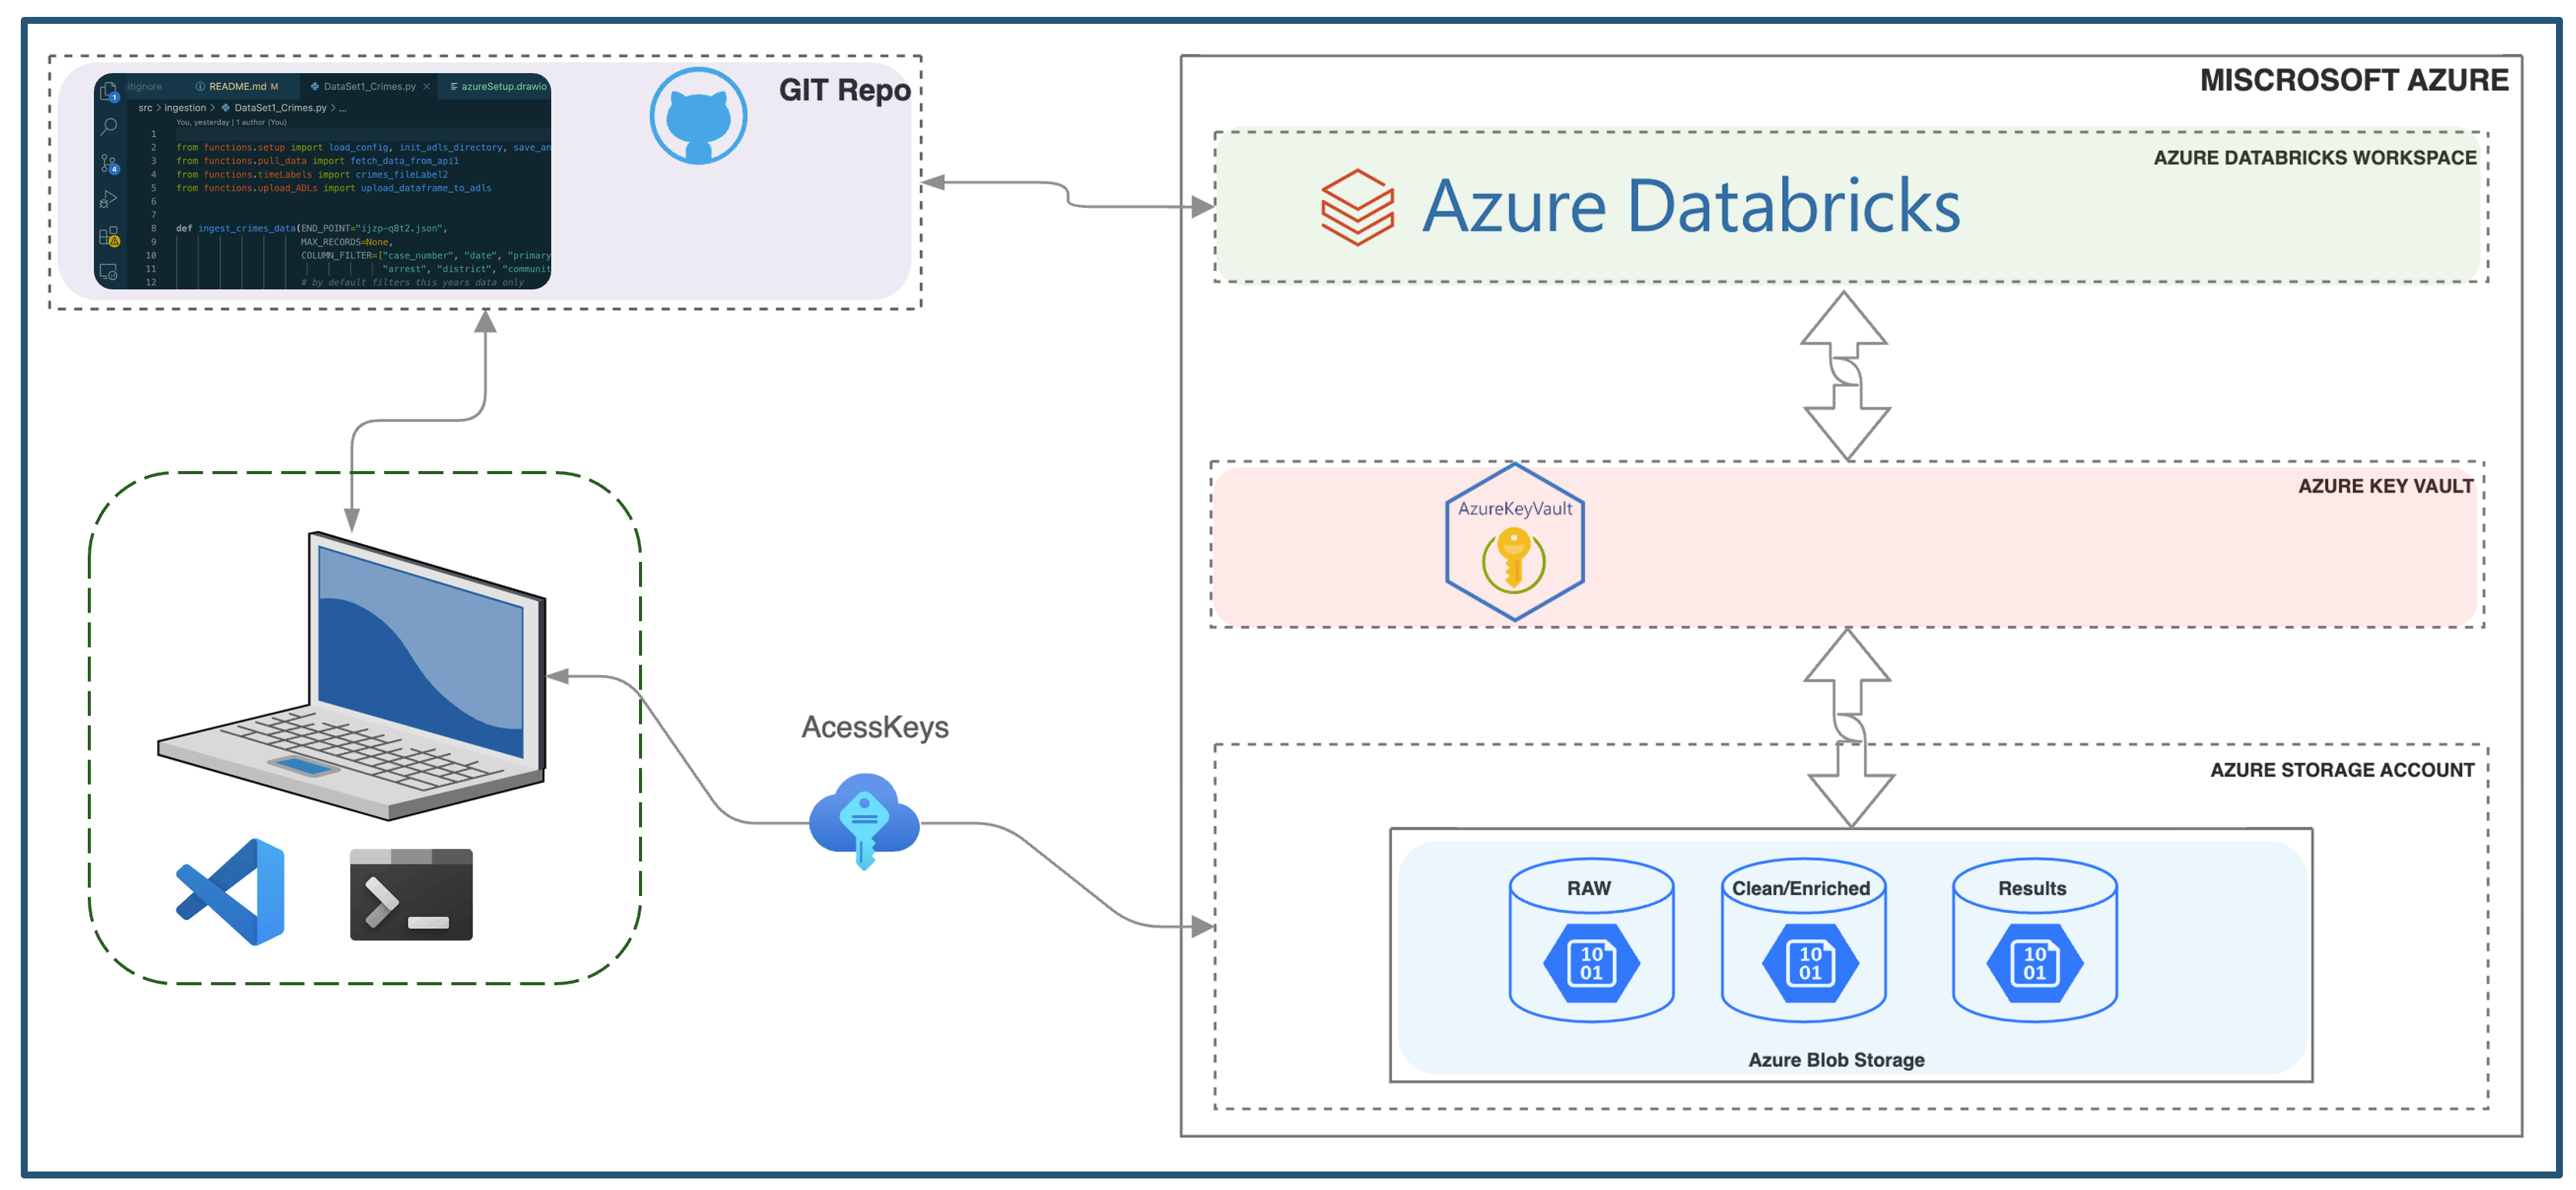 itignore
README.md M
DataSet1_Crimes.py
azureSetup.drawio
src > ingestion > DataSet1_Crimes.py > ...
You, yesterday | 1 author (You)
1
2 from functions.setup import load_config, init_adls_directory, save_an
3 from functions.pull_data import fetch_data_from_api1
4 from functions.timeLabels import crimes_fileLabel2
5 from functions.upload_ADLs import upload_dataframe_to_adls
6
7
8 def ingest_crimes_data(END_POINT="ijzp-q8t2.json",
9 MAX_RECORDS=None,
10 COLUMN_FILTER=["case_number", "date", "primary
11 "arrest", "district", "communit
12 # by default filters this years data only
1
4
GIT Repo
MISCROSOFT AZURE
AZURE DATABRICKS WORKSPACE
Azure Databricks
AZURE KEY VAULT
AzureKeyVault
AcessKeys
AZURE STORAGE ACCOUNT
RAW
Clean/Enriched
Results
10
01
10
01
10
01
Azure Blob Storage